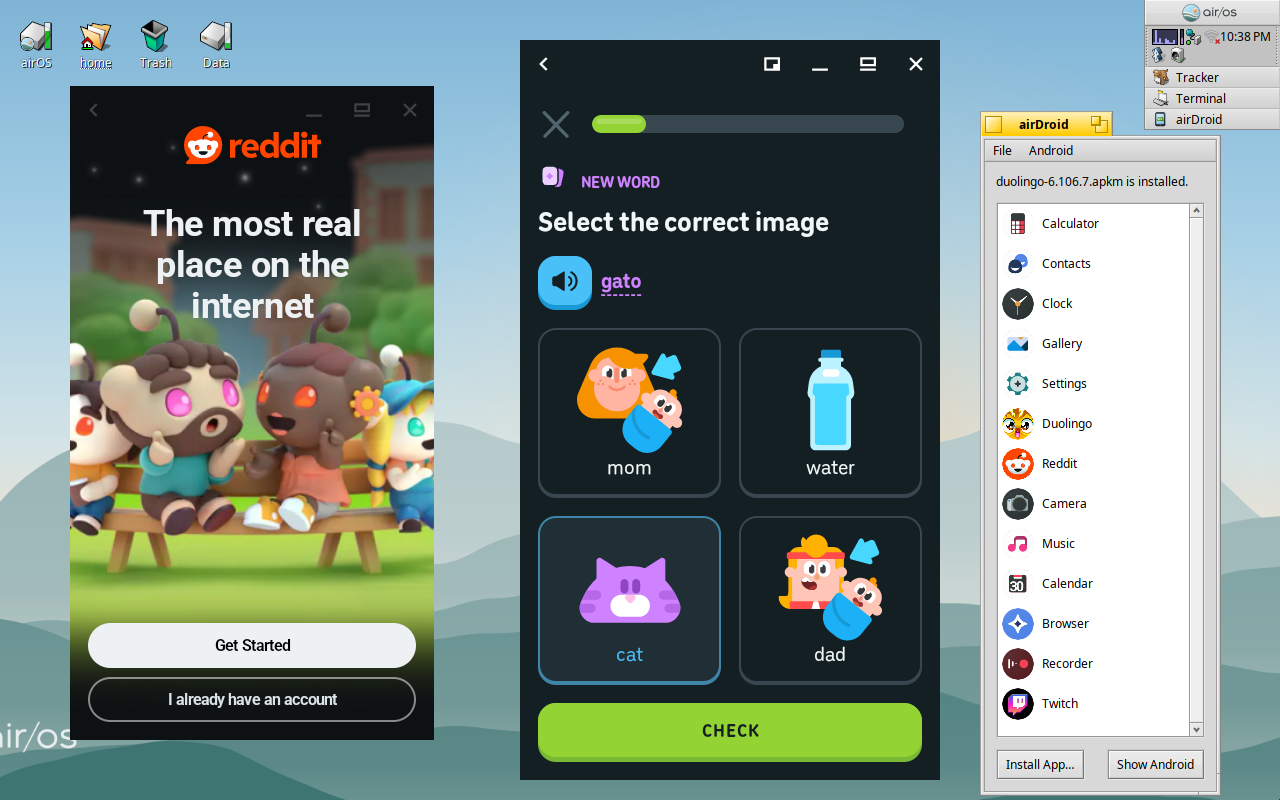 airOS
home
Trash
Data
reddit
The most real
place on the
internet
Get Started
I already have an account
air/os
NEW WORD
Select the correct image
gato
mom
water
cat
dad
CHECK
air/os
10:38 PM
Tracker
Terminal
airDroid
airDroid
File Android
duolingo-6.106.7.apkm is installed.
Calculator
Contacts
Clock
Gallery
Settings
Duolingo
Reddit
Camera
Music
30
Calendar
Browser
Recorder
Twitch
Install App...
Show Android